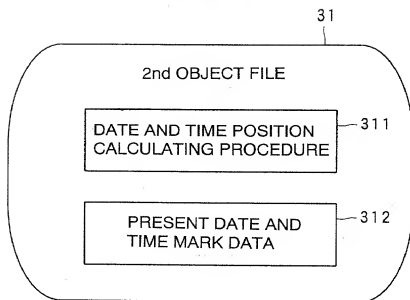 31
2nd OBJECT FILE
DATE AND TIME POSITION
CALCULATING PROCEDURE
311
PRESENT DATE AND
TIME MARK DATA
312